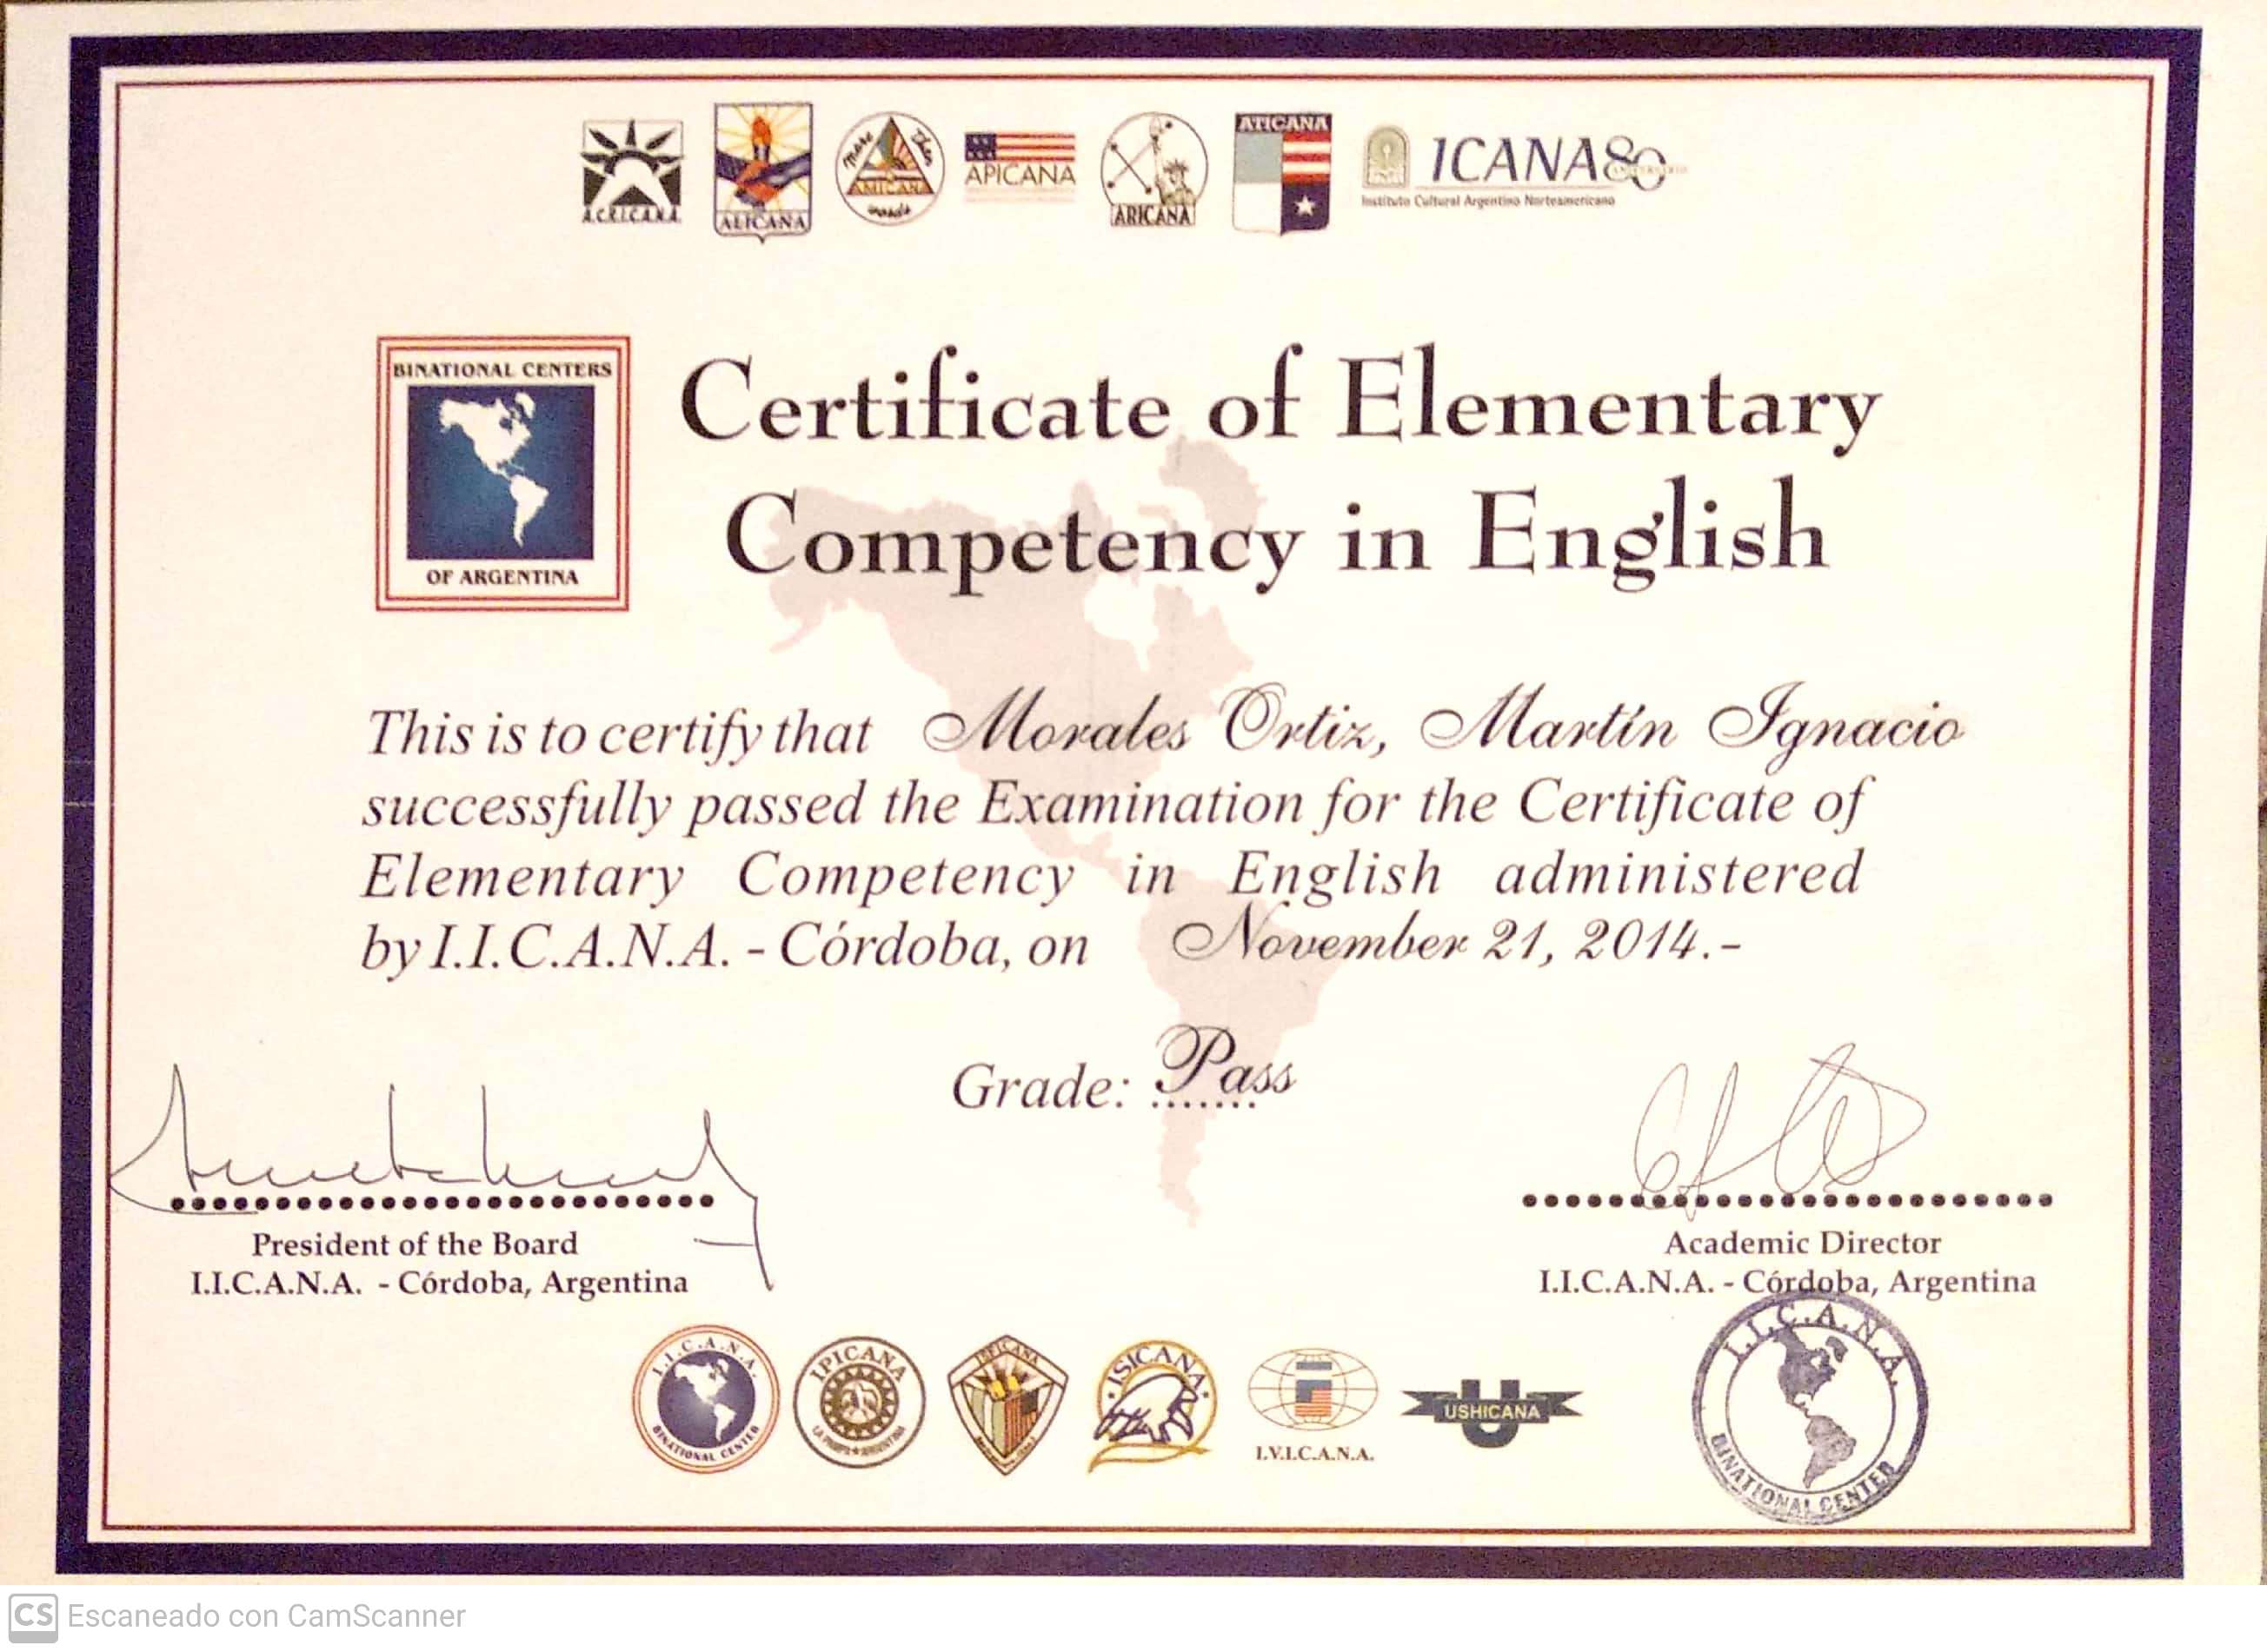 A.C.R.I.C.A.N.A.
ALICANA
More Than
AMICANA
words
APICANA
ARICANA
ATICANA
ICANA 80
Instituto Cultural Argentino Norteamericano
BINATIONAL CENTERS
OF ARGENTINA
Certificate of Elementary
Competency in English
This is to certify that Morales Ortiz, Martín Ignacio
successfully passed the Examination for the Certificate of
Elementary Competency in English administered
by I.I.C.A.N.A. - Córdoba, on November 21, 2014.-
Grade: Pass
President of the Board
I.I.C.A.N.A. - Córdoba, Argentina
Academic Director
I.I.C.A.N.A. - Córdoba, Argentina
I.I.C.A.N.A.
BINATIONAL CENTER
IPICANA
LA PAMPA ARGENTINA
ISICANA
I.V.I.C.A.N.A.
USHICANA
U
I.I.C.A.N.A.
BINATIONAL CENTER
CS Escaneado con CamScanner